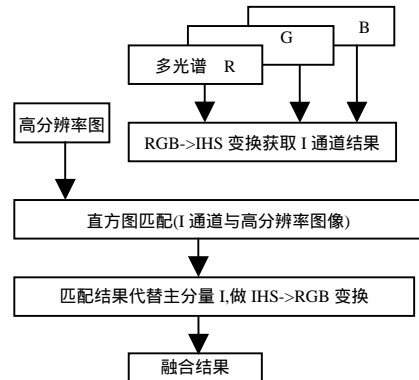 B
G
多光谱 R
高分辨率图
RGB->IHS 变换获取 I 通道结果
直方图匹配(I 通道与高分辨率图像)
匹配结果代替主分量 I,做 IHS->RGB 变换
融合结果